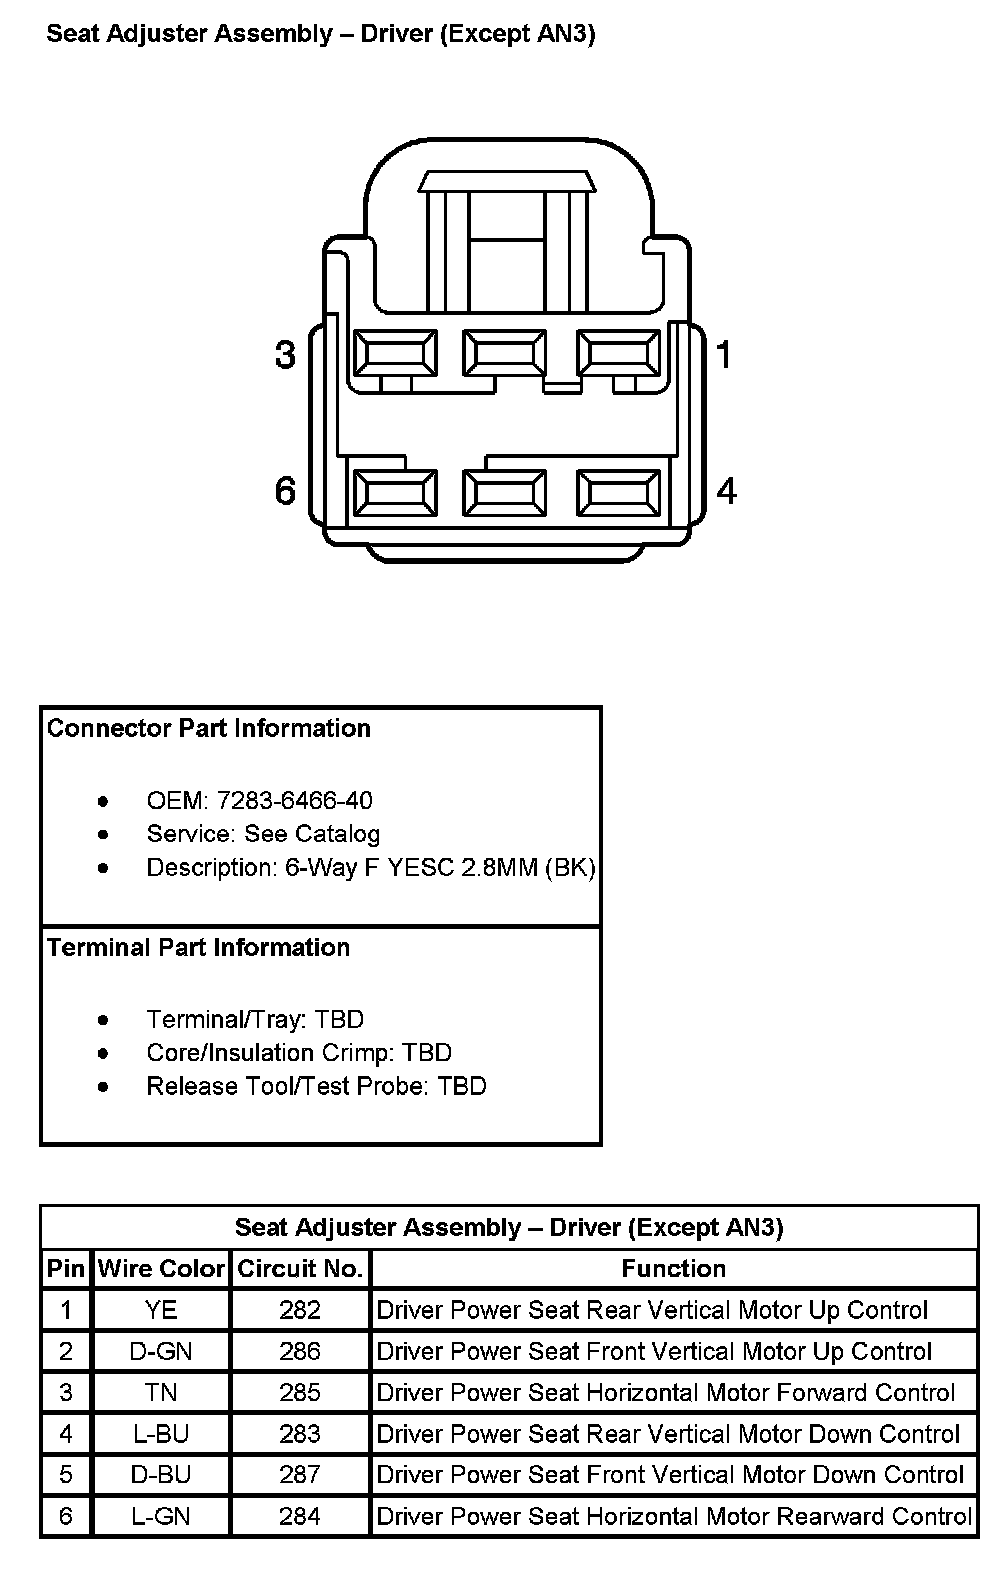 Seat Adjuster Assembly – Driver (Except AN3)
3 1
6 4
Connector Part Information
• OEM: 7283-6466-40
• Service: See Catalog
• Description: 6-Way F YESC 2.8MM (BK)
Terminal Part Information
• Terminal/Tray: TBD
• Core/Insulation Crimp: TBD
• Release Tool/Test Probe: TBD
Seat Adjuster Assembly – Driver (Except AN3)
Pin Wire Color Circuit No. Function
1 YE 282 Driver Power Seat Rear Vertical Motor Up Control
2 D-GN 286 Driver Power Seat Front Vertical Motor Up Control
3 TN 285 Driver Power Seat Horizontal Motor Forward Control
4 L-BU 283 Driver Power Seat Rear Vertical Motor Down Control
5 D-BU 287 Driver Power Seat Front Vertical Motor Down Control
6 L-GN 284 Driver Power Seat Horizontal Motor Rearward Control